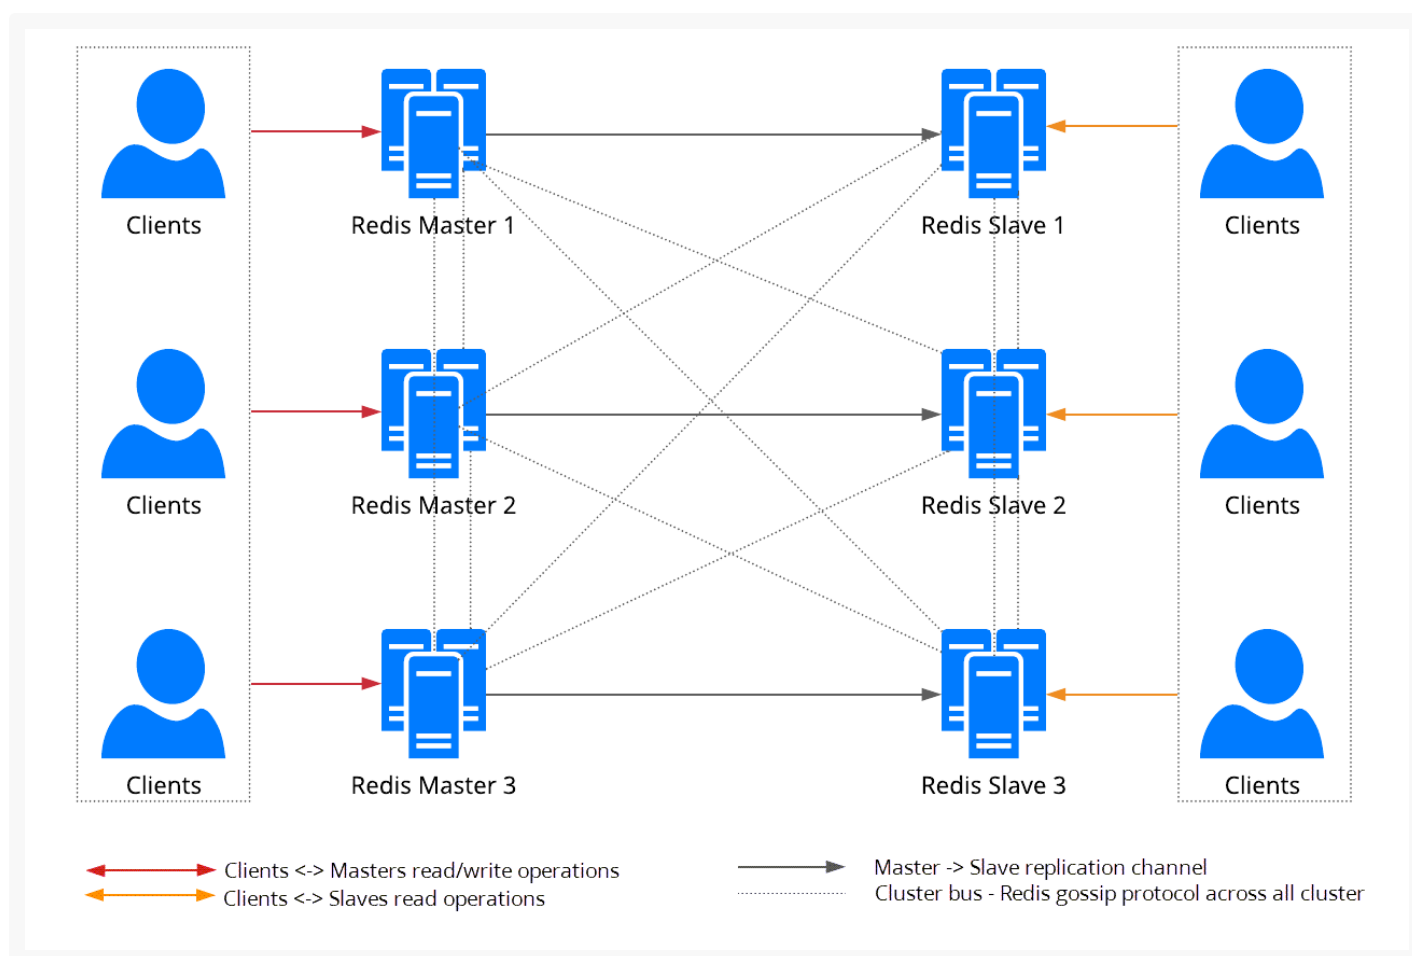 Clients
Redis Master 1
Redis Slave 1
Clients
Clients
Redis Master 2
Redis Slave 2
Clients
Clients
Redis Master 3
Redis Slave 3
Clients
Clients <-> Masters read/write operations
Clients <-> Slaves read operations
Master -> Slave replication channel
Cluster bus - Redis gossip protocol across all cluster